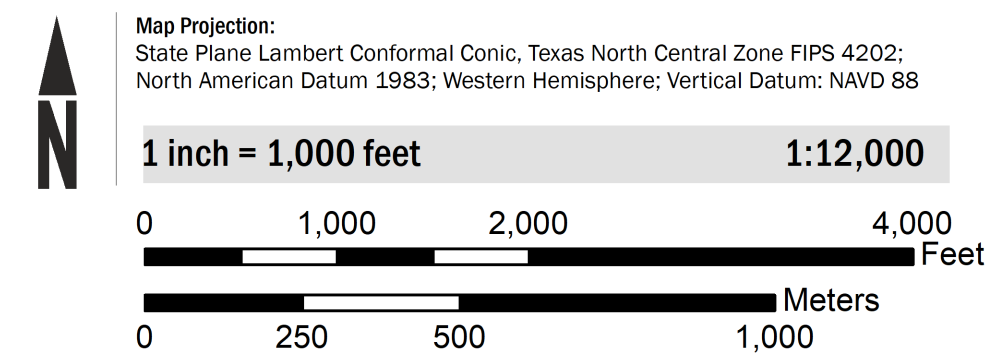 N
Map Projection:
State Plane Lambert Conformal Conic, Texas North Central Zone FIPS 4202;
North American Datum 1983; Western Hemisphere; Vertical Datum: NAVD 88
1 inch = 1,000 feet 1:12,000
0 1,000 2,000 4,000
Feet
Meters
0 250 500 1,000